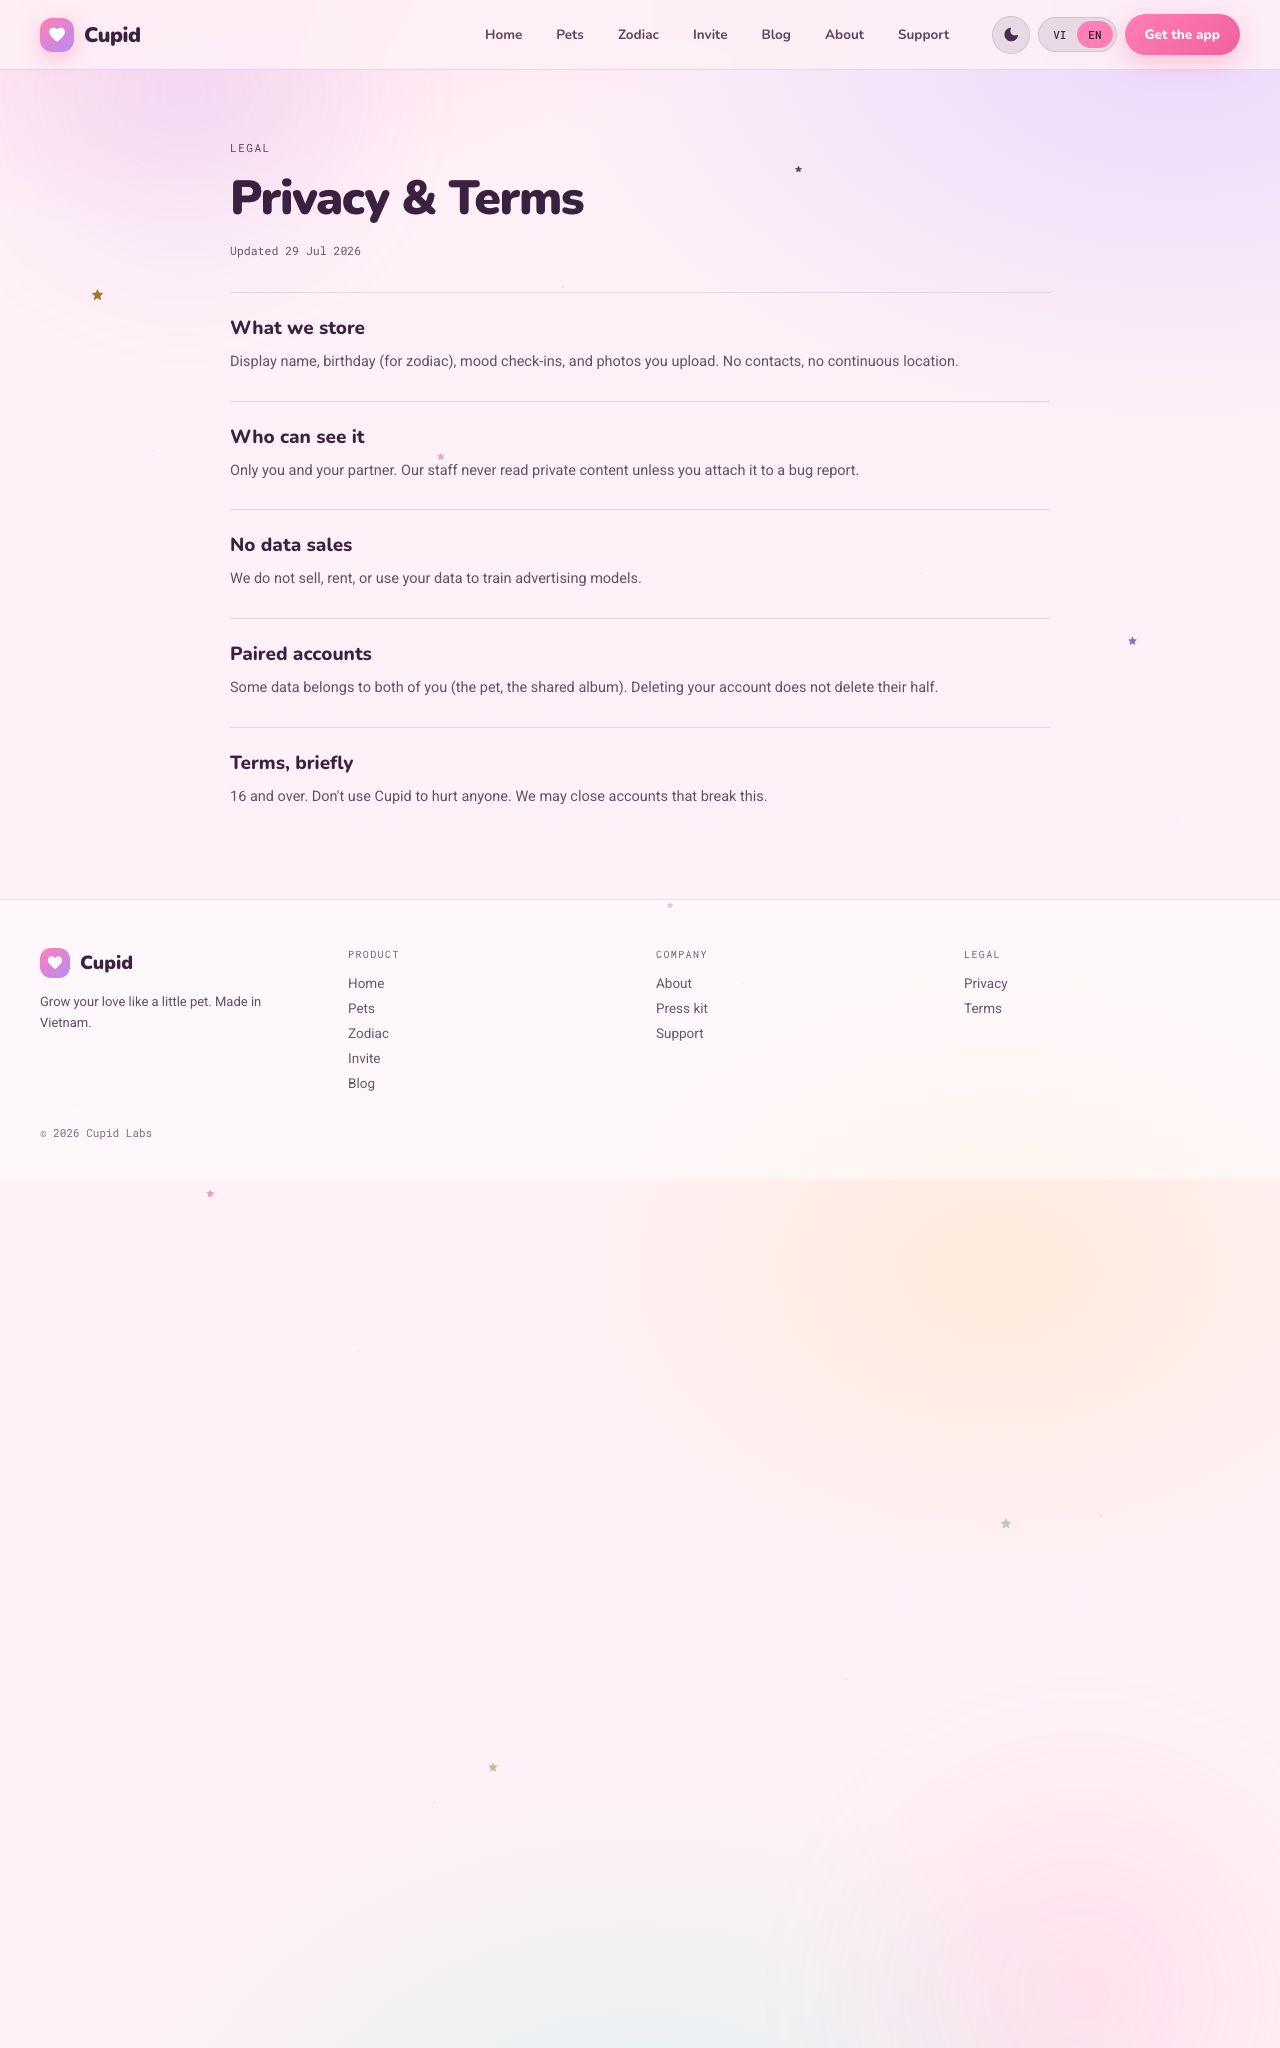 Cupid
Home Pets Zodiac Invite Blog About Support VI EN Get the app
LEGAL
Privacy & Terms
Updated 29 Jul 2026
What we store
Display name, birthday (for zodiac), mood check-ins, and photos you upload. No contacts, no continuous location.
Who can see it
Only you and your partner. Our staff never read private content unless you attach it to a bug report.
No data sales
We do not sell, rent, or use your data to train advertising models.
Paired accounts
Some data belongs to both of you (the pet, the shared album). Deleting your account does not delete their half.
Terms, briefly
16 and over. Don't use Cupid to hurt anyone. We may close accounts that break this.
Cupid
Grow your love like a little pet. Made in
Vietnam.
PRODUCT
Home
Pets
Zodiac
Invite
Blog
COMPANY
About
Press kit
Support
LEGAL
Privacy
Terms
© 2026 Cupid Labs